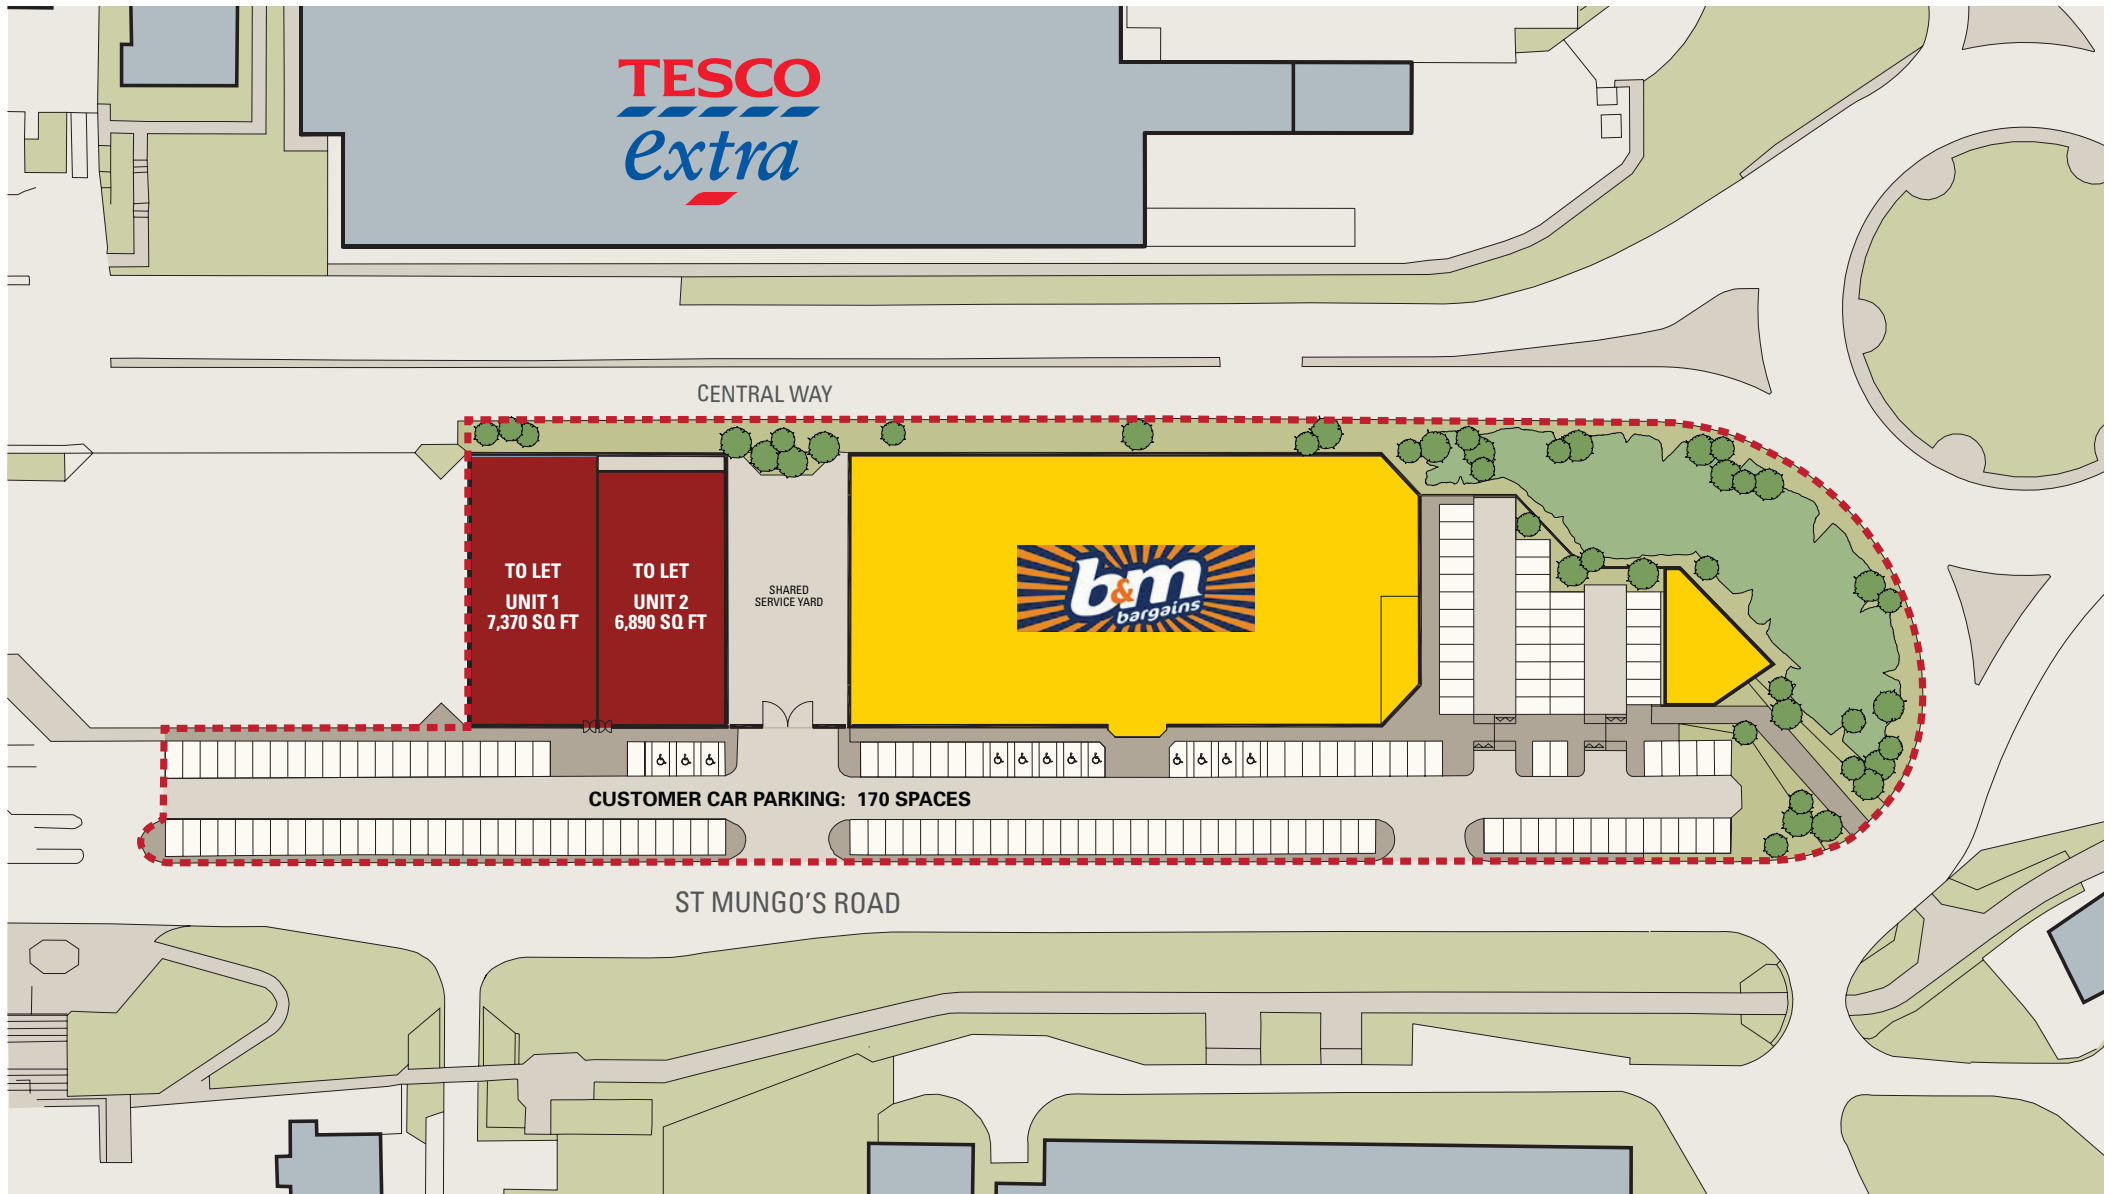 TESCO
extra
CENTRAL WAY
TO LET
UNIT 1
7,370 SQ FT
TO LET
UNIT 2
6,890 SQ FT
SHARED
SERVICE YARD
b&m
bargains
CUSTOMER CAR PARKING: 170 SPACES
ST MUNGO'S ROAD